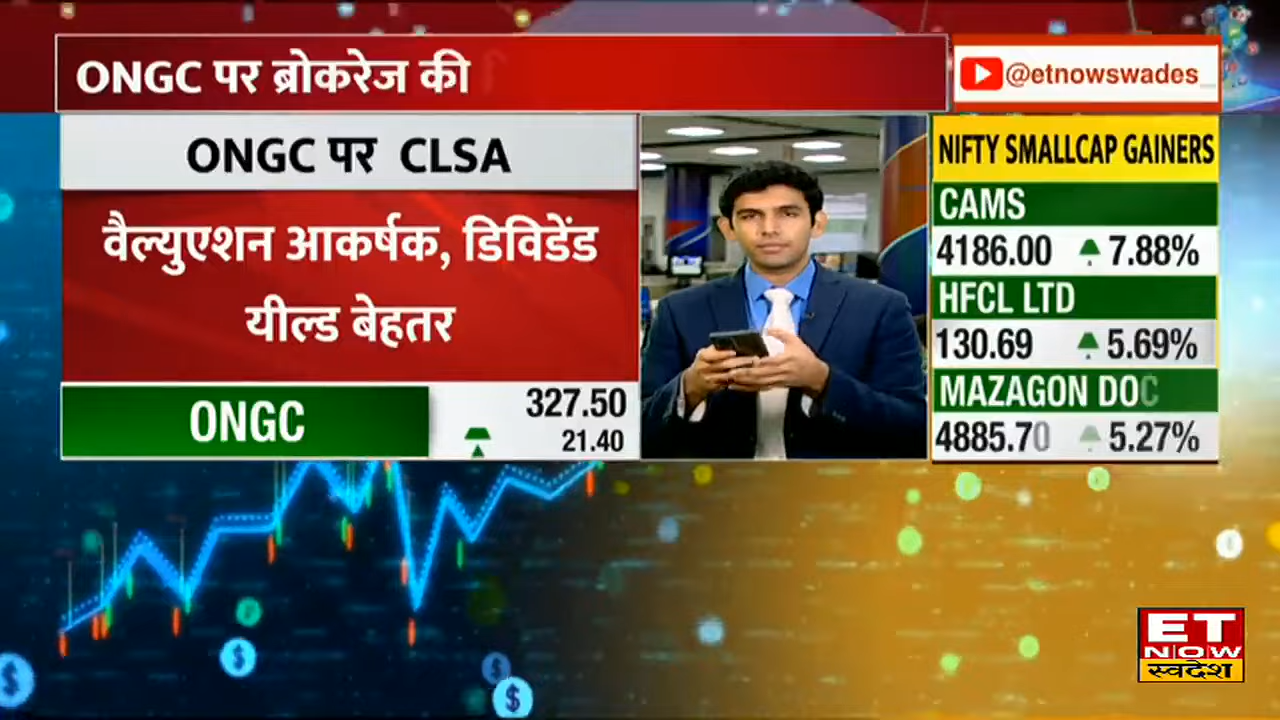 ONGC पर ब्रोकरेज की
@etnowswades
ONGC पर CLSA
वैल्युएशन आकर्षक, डिविडेंड
यील्ड बेहतर
ONGC
327.50
21.40
NIFTY SMALLCAP GAINERS
CAMS
4186.00 7.88%
HFCL LTD
130.69 5.69%
MAZAGON DOC
4885.70 5.27%
ET
NOW
स्वदेश